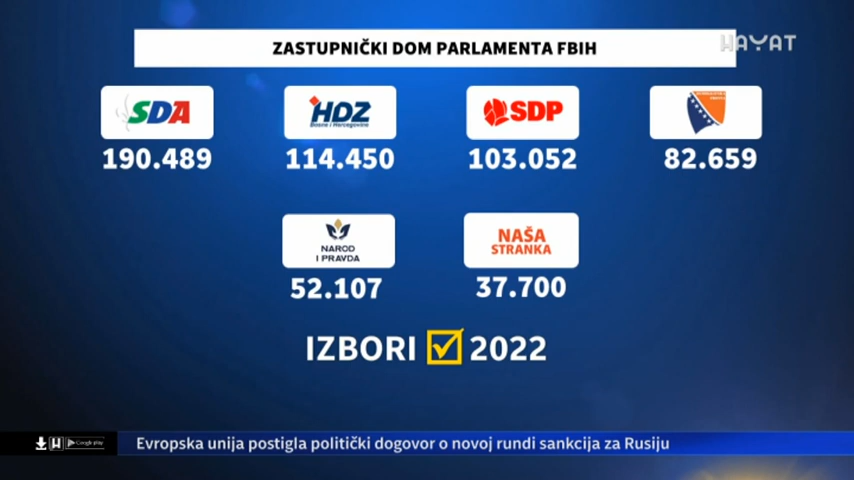 ZASTUPNIČKI DOM PARLAMENTA FBIH
HAYAT
SDA
HDZ
Bosne i Hercegovine
SDP
190.489
114.450
103.052
82.659
NAROD
I PRAVDA
NAŠA
STRANKA
52.107
37.700
IZBORI 2022
Google play
Evropska unija postigla politički dogovor o novoj rundi sankcija za Rusiju